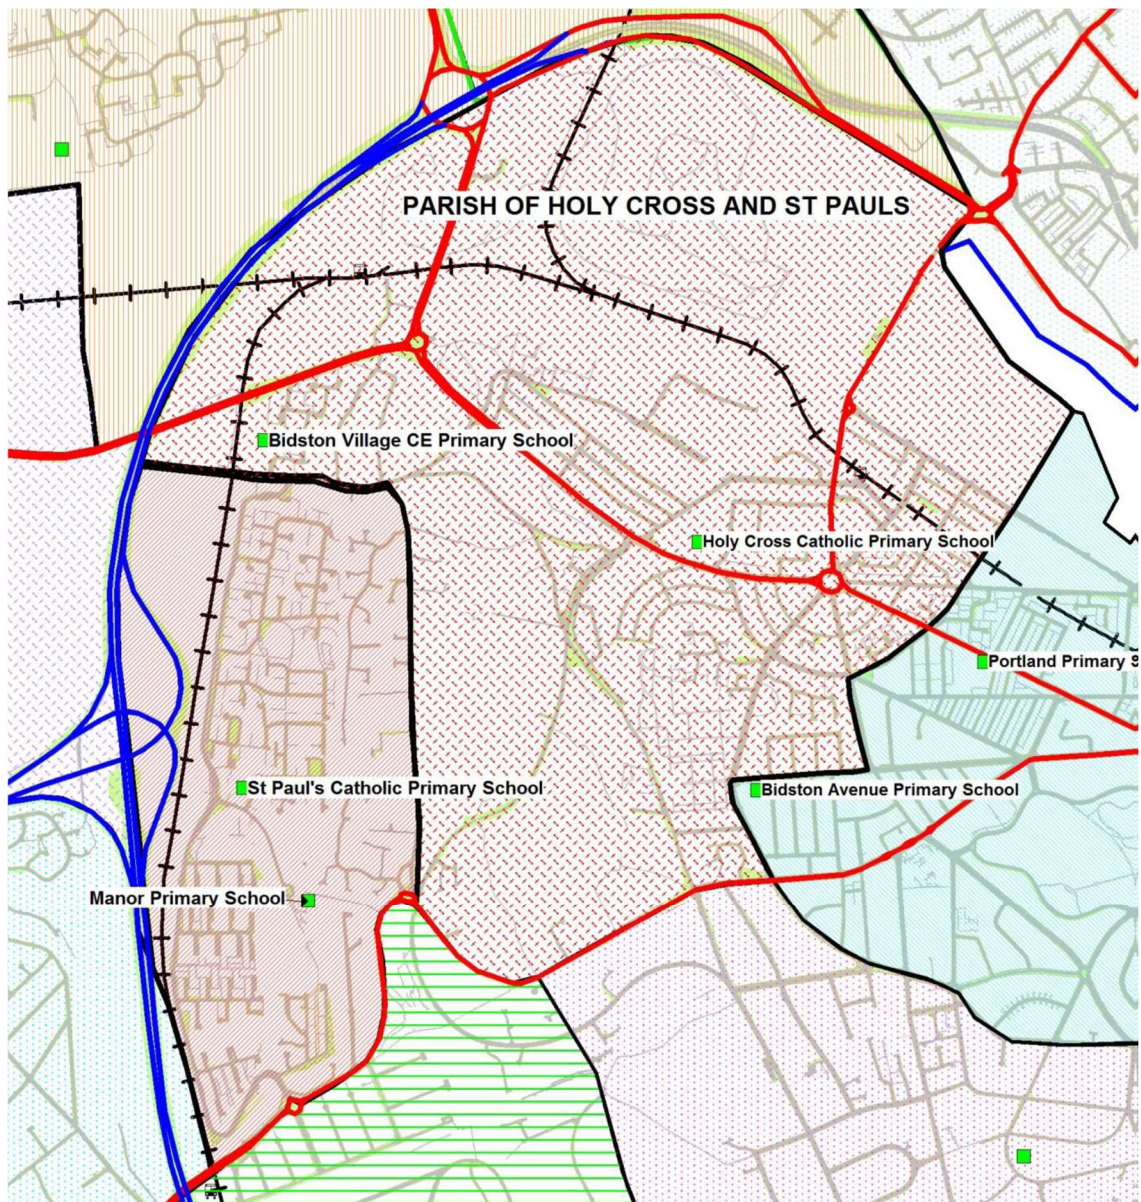 PARISH OF HOLY CROSS AND ST PAULS
Bidston Village CE Primary School
Holy Cross Catholic Primary School
Portland Primary S
St Paul's Catholic Primary School
Bidston Avenue Primary School
Manor Primary School